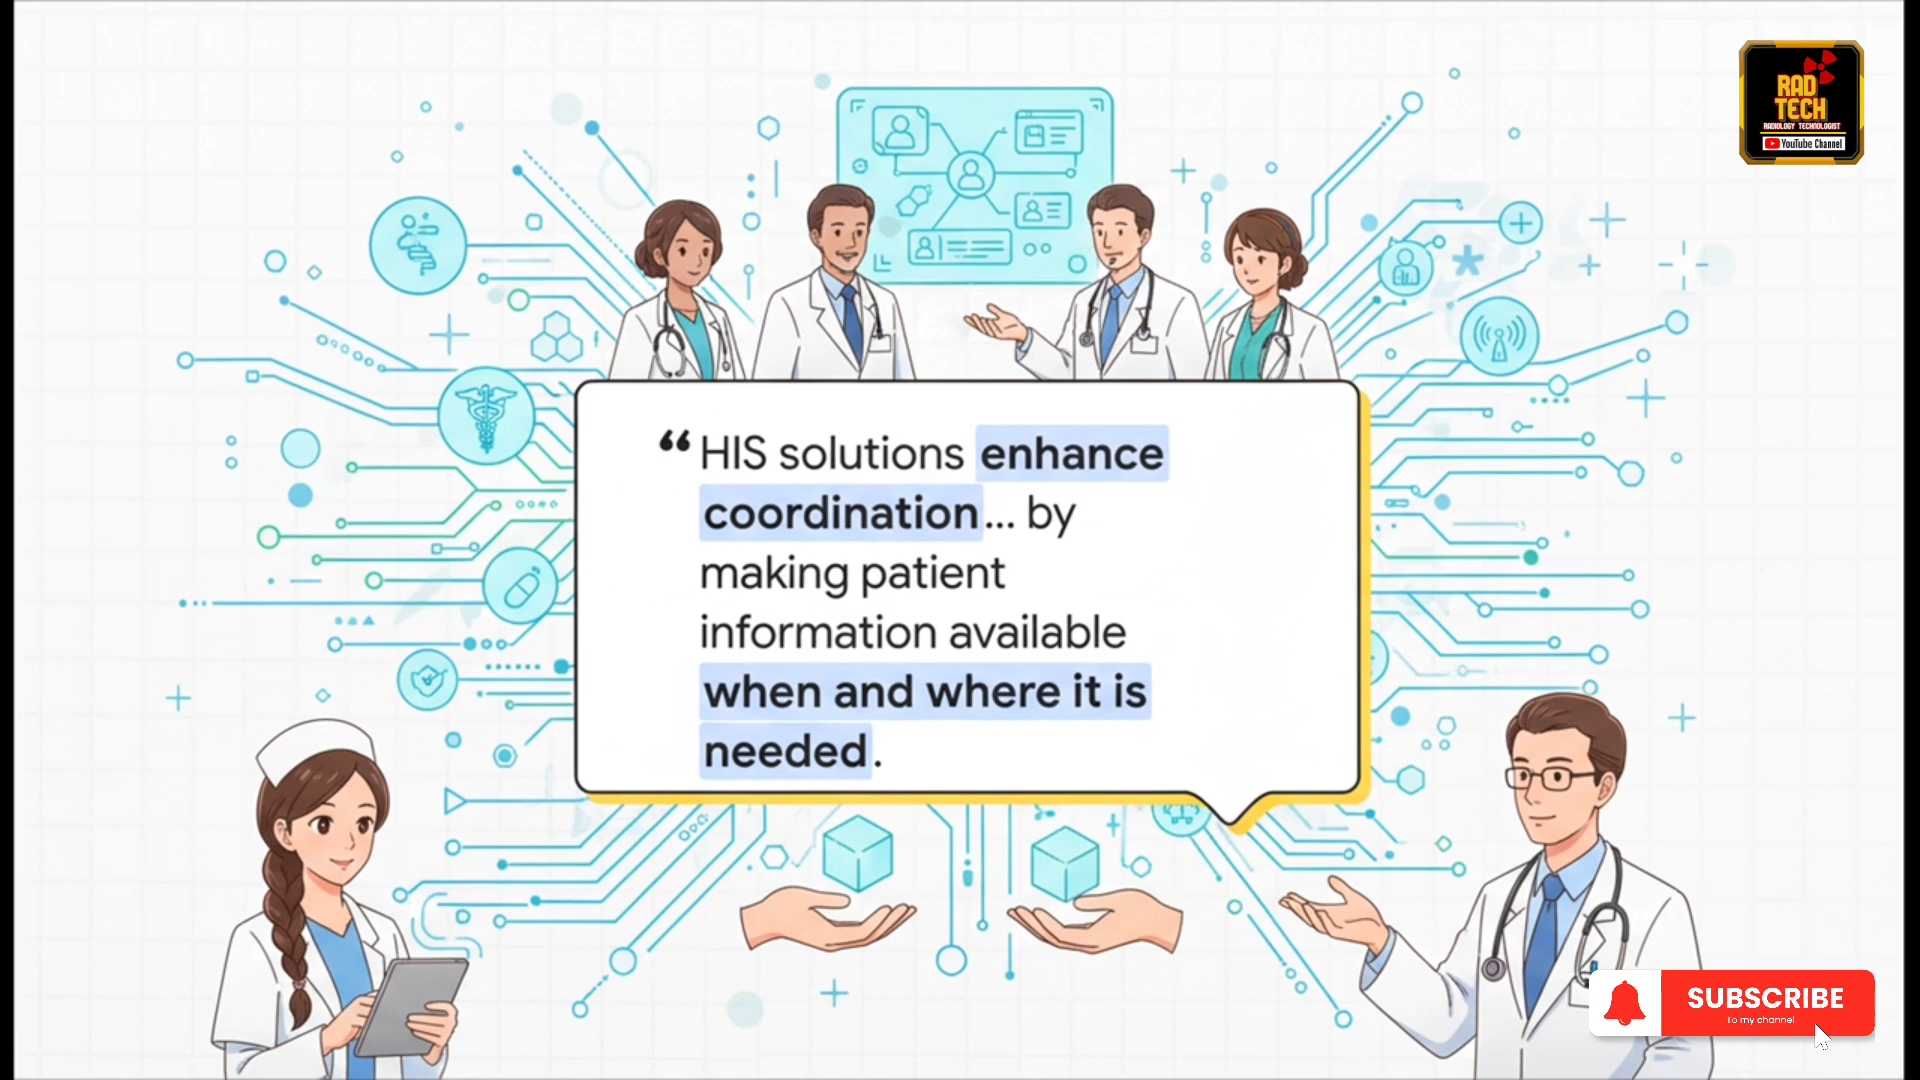 RAD
TECH
RADIOLOGY TECHNOLOGIST
YouTube Channel
“ HIS solutions enhance
coordination... by
making patient
information available
when and where it is
needed.
SUBSCRIBE
To my channel